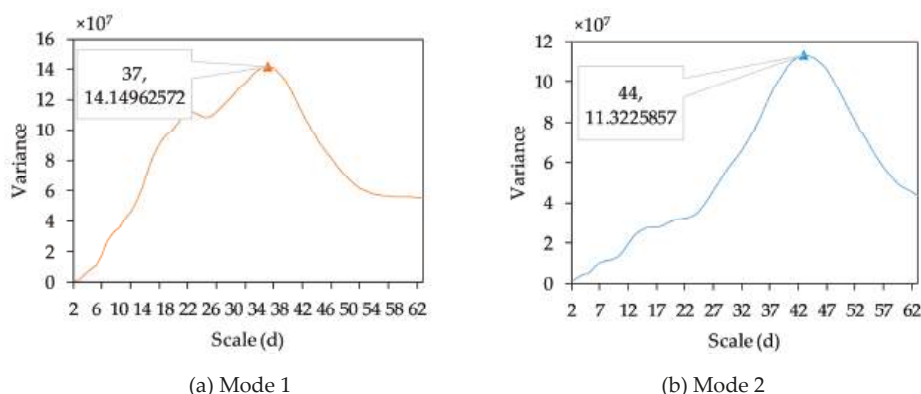 ×10⁷
16
14
12
10
8
6
4
2
0
Variance
37,
14.14962572
2 6 10 14 18 22 26 30 34 38 42 46 50 54 58 62
Scale (d)
(a) Mode 1
×10⁷
12
10
8
6
4
2
0
Variance
44,
11.3225857
2 7 12 17 22 27 32 37 42 47 52 57 62
Scale (d)
(b) Mode 2